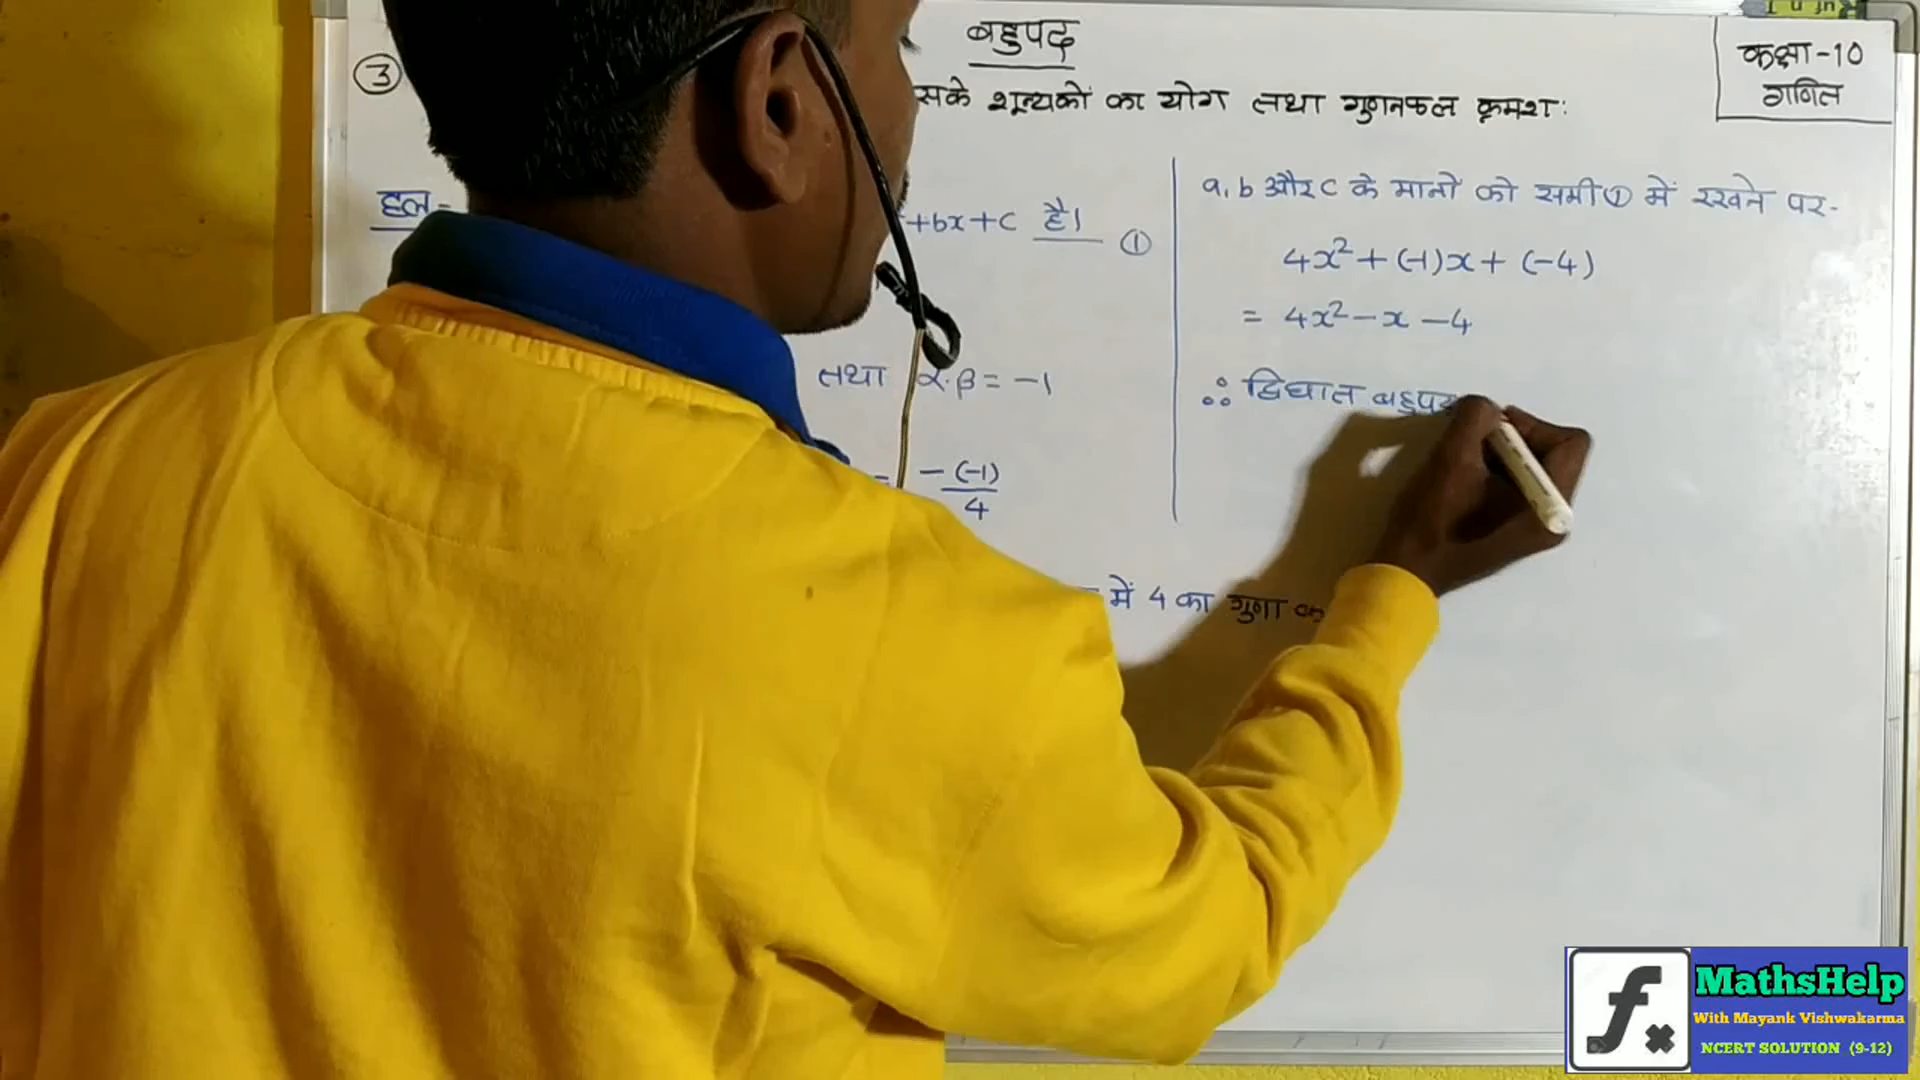 बहुपद
कक्षा-10
गणित
③
शून्यकों का योग तथा गुणनफल क्रमशः
हल-
+bx+c है। ①
तथा α.β = -1
= -(-1)/4
में 4 का गुणा
a, b और c के मानों को समी ① में रखने पर-
4x² + (-1)x + (-4)
= 4x² - x - 4
∴ द्विघात बहुपद
MathsHelp
With Mayank Vishwakarma
NCERT SOLUTION (9-12)